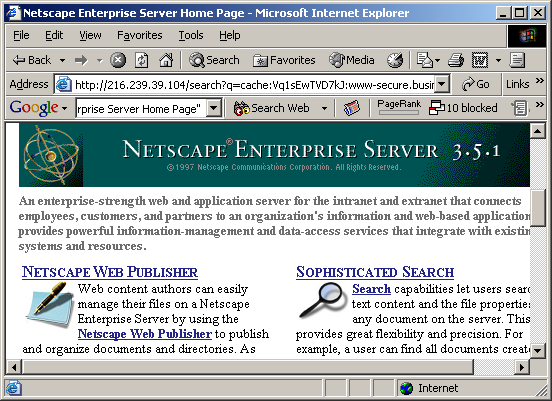 Netscape Enterprise Server Home Page - Microsoft Internet Explorer
File Edit View Favorites Tools Help
Back Search Favorites Media
Address http://216.239.39.104/search?q=cache:Vq1sEwTVD7kJ:www-secure.busir Go Links »
Google rprise Server Home Page" Search Web PageRank 10 blocked
NETSCAPE® ENTERPRISE SERVER 3.5.1
©1997 Netscape Communications Corporation. All Rights Reserved.
An enterprise-strength web and application server for the intranet and extranet that connects
employees, customers, and partners to an organization's information and web-based application
provides powerful information-management and data-access services that integrate with existin
systems and resources.
NETSCAPE WEB PUBLISHER
Web content authors can easily
manage their files on a Netscape
Enterprise Server by using the
Netscape Web Publisher to publish
and organize documents and directories. As
SOPHISTICATED SEARCH
Search capabilities let users searc
text content and the file propertie
any document on the server. This
provides great flexibility and precision. For
example, a user can find all documents create
Internet